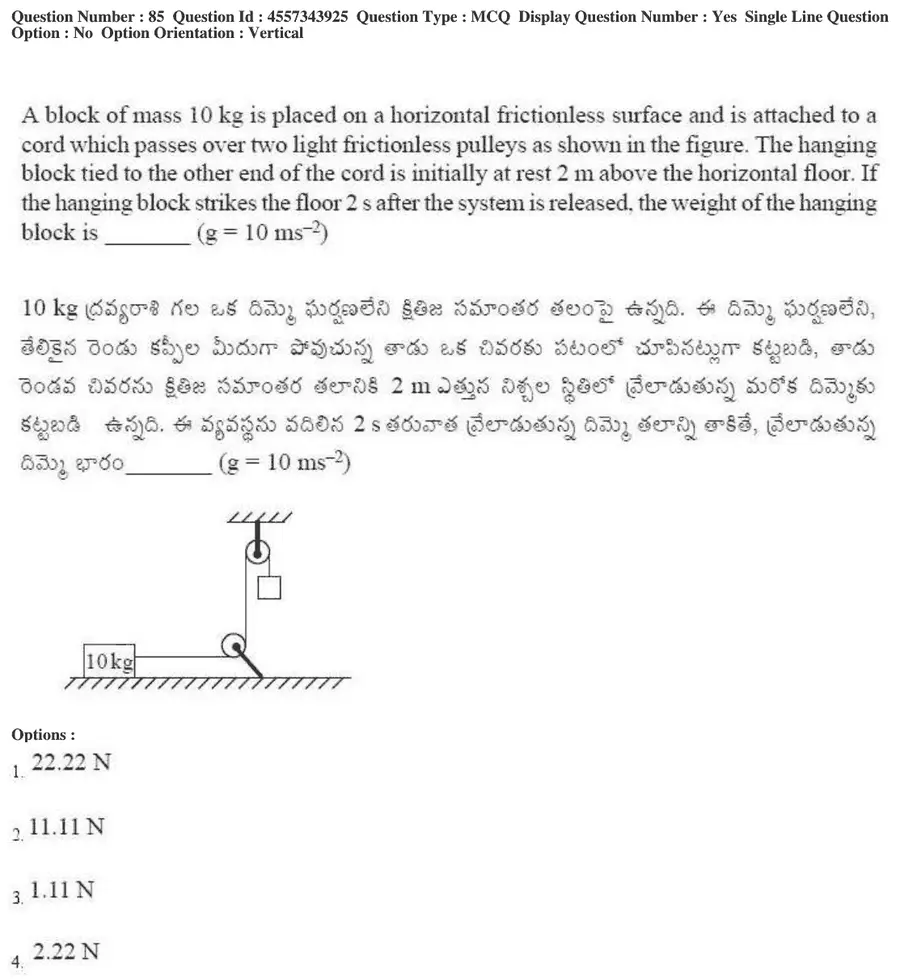 Question Number : 85 Question Id : 4557343925 Question Type : MCQ Display Question Number : Yes Single Line Question
Option : No Option Orientation : Vertical
A block of mass 10 kg is placed on a horizontal frictionless surface and is attached to a
cord which passes over two light frictionless pulleys as shown in the figure. The hanging
block tied to the other end of the cord is initially at rest 2 m above the horizontal floor. If
the hanging block strikes the floor 2 s after the system is released, the weight of the hanging
block is ________ (g = 10 ms⁻²)
10 kg ద్రవ్యరాశి గల ఒక దిమ్మె ఘర్షణలేని క్షితిజ సమాంతర తలంపై ఉన్నది. ఈ దిమ్మె ఘర్షణలేని,
తేలికైన రెండు కప్పీల మీదుగా పోవుచున్న తాడు ఒక చివరకు పటంలో చూపినట్లుగా కట్టబడి, తాడు
రెండవ చివరను క్షితిజ సమాంతర తలానికి 2 m ఎత్తున నిశ్చల స్థితిలో వ్రేలాడుతున్న మరోక దిమ్మెకు
కట్టబడి ఉన్నది. ఈ వ్యవస్థను వదిలిన 2 s తరువాత వ్రేలాడుతున్న దిమ్మె తలాన్ని తాకితే, వ్రేలాడుతున్న
దిమ్మె భారం________ (g = 10 ms⁻²)
10kg
Options :
1. 22.22 N
2. 11.11 N
3. 1.11 N
4. 2.22 N